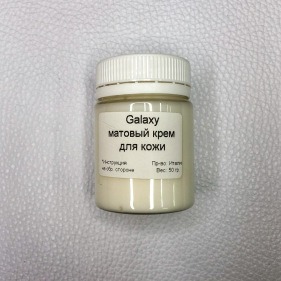 Galaxy
матовый крем
для кожи
*Инструкция Пр-во: Италия
на обр. стороне Вес: 50 гр.